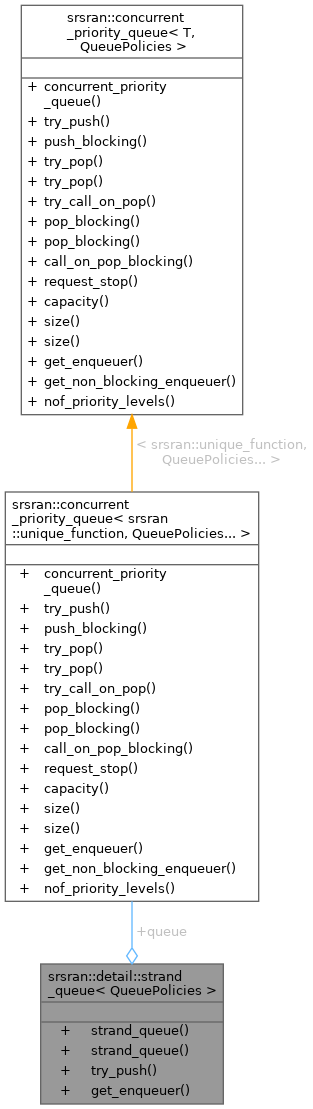 srsran::concurrent
_priority_queue< T,
QueuePolicies >
+ concurrent_priority
_queue()
+ try_push()
+ push_blocking()
+ try_pop()
+ try_pop()
+ try_call_on_pop()
+ pop_blocking()
+ pop_blocking()
+ call_on_pop_blocking()
+ request_stop()
+ capacity()
+ size()
+ size()
+ get_enqueuer()
+ get_non_blocking_enqueuer()
+ nof_priority_levels()
< srsran::unique_function,
QueuePolicies... >
srsran::concurrent
_priority_queue< srsran
::unique_function, QueuePolicies... >
+ concurrent_priority
_queue()
+ try_push()
+ push_blocking()
+ try_pop()
+ try_pop()
+ try_call_on_pop()
+ pop_blocking()
+ pop_blocking()
+ call_on_pop_blocking()
+ request_stop()
+ capacity()
+ size()
+ size()
+ get_enqueuer()
+ get_non_blocking_enqueuer()
+ nof_priority_levels()
+queue
srsran::detail::strand
_queue< QueuePolicies >
+ strand_queue()
+ strand_queue()
+ try_push()
+ get_enqueuer()